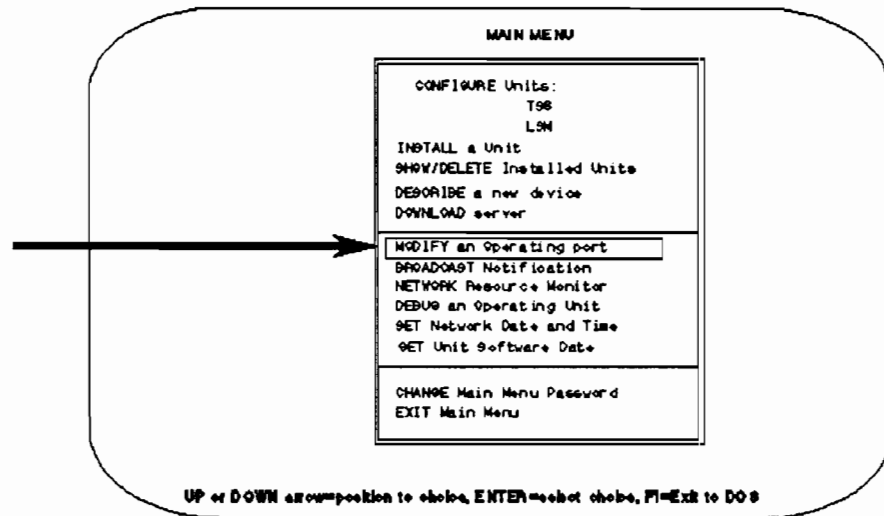 MAIN MENU
CONFIGURE Units:
TSS
LSM
INSTALL a Unit
SHOW/DELETE Installed Units
DESCRIBE a new device
DOWNLOAD server
MODIFY an Operating port
BROADCAST Notification
NETWORK Resource Monitor
DEBUG an Operating Unit
SET Network Date and Time
SET Unit Software Date
CHANGE Main Menu Password
EXIT Main Menu
UP or DOWN arrow=position to choice, ENTER=select choice, F1=Exit to DOS